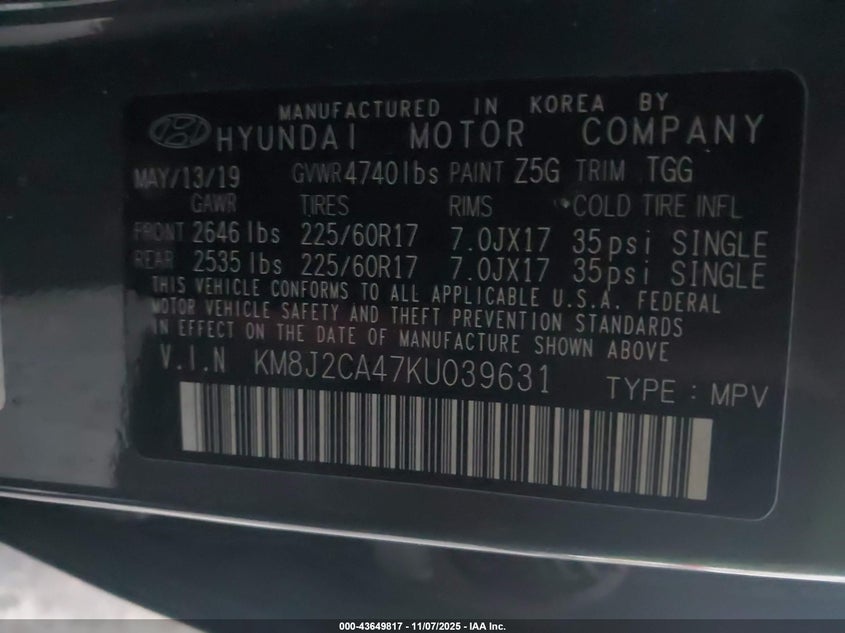 MANUFACTURED IN KOREA BY
HYUNDAI MOTOR COMPANY
MAY/13/19 GVWR4740lbs PAINT Z5G TRIM TGG
GAWR TIRES RIMS COLD TIRE INFL
FRONT 2646lbs 225/60R17 7.0JX17 35psi SINGLE
REAR 2535lbs 225/60R17 7.0JX17 35psi SINGLE
THIS VEHICLE CONFORMS TO ALL APPLICABLE U.S.A. FEDERAL
MOTOR VEHICLE SAFETY AND THEFT PREVENTION STANDARDS
IN EFFECT ON THE DATE OF MANUFACTURE SHOWN ABOVE
V.I.N KM8J2CA47KU039631
TYPE : MPV
000-43649817 - 11/07/2025 - IAA Inc.